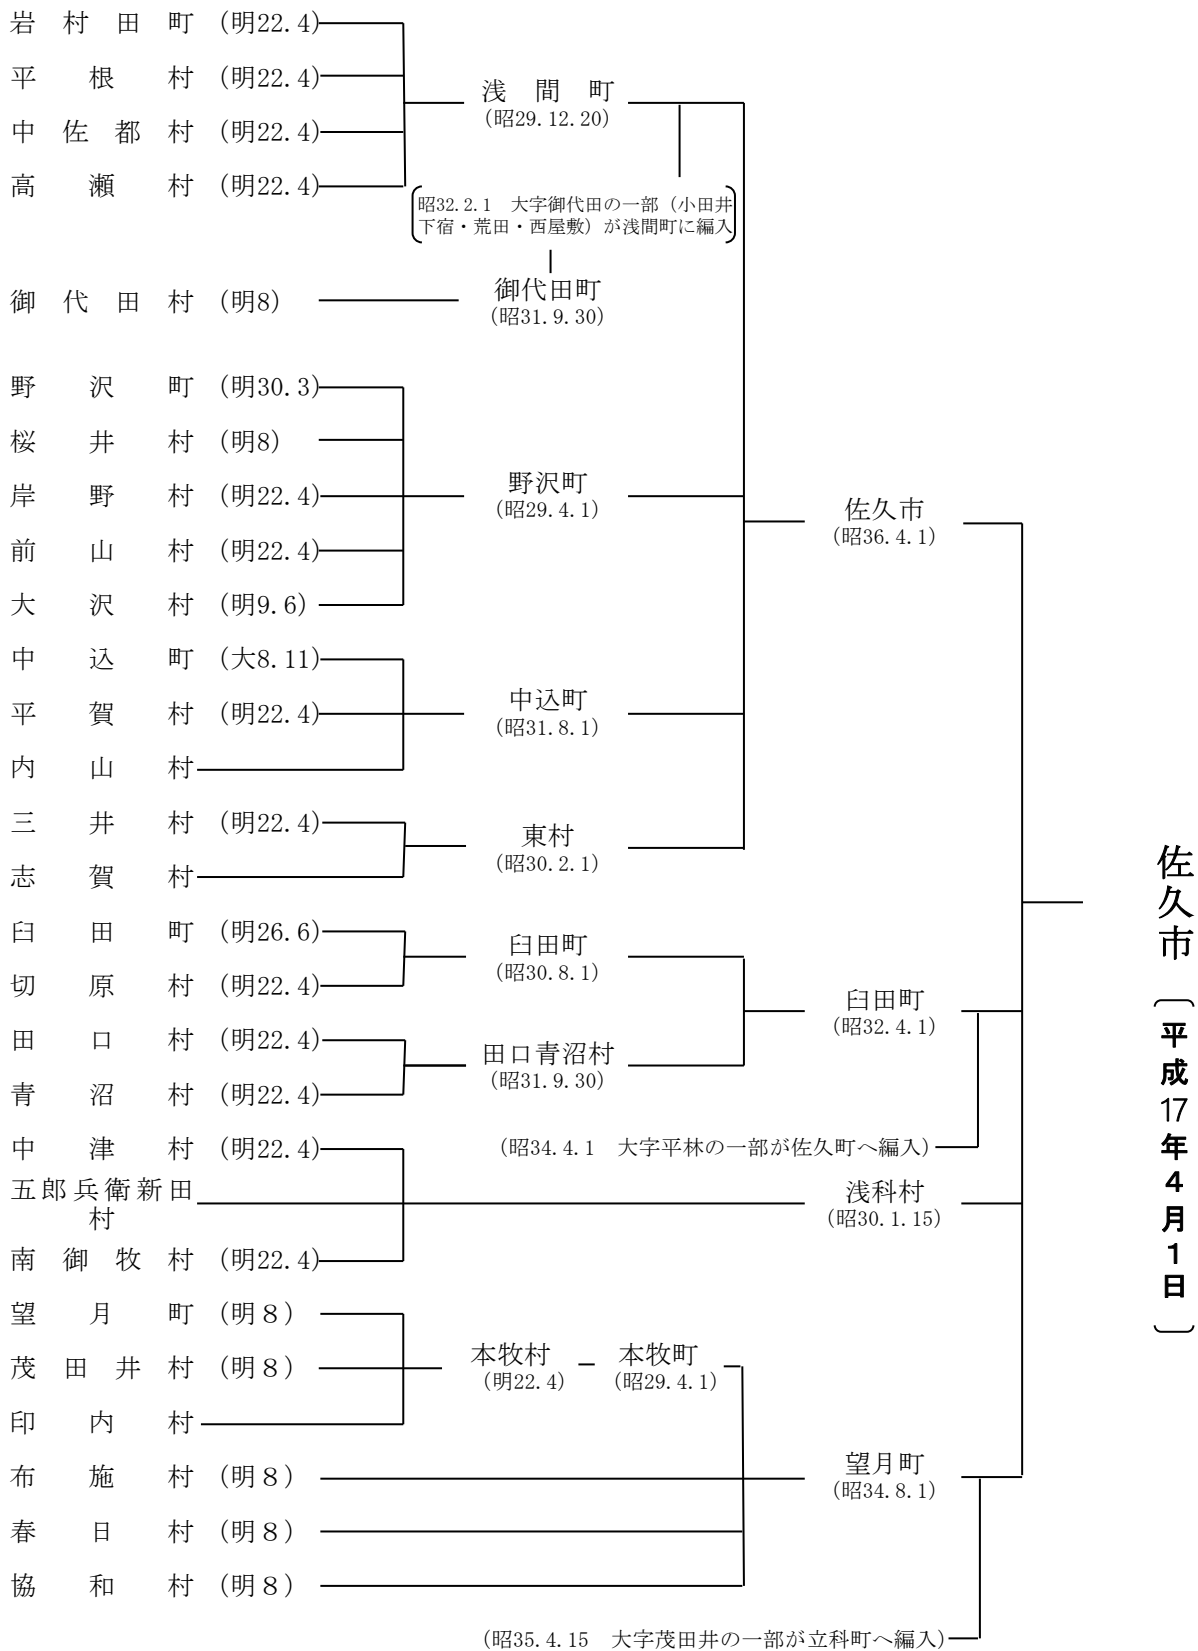 岩村田町 (明22.4)
平根村 (明22.4)
中佐都村 (明22.4)
高瀬村 (明22.4)
浅間町
(昭29.12.20)
昭32.2.1 大字御代田の一部（小田井
下宿・荒田・西屋敷）が浅間町に編入
御代田村 (明8)
御代田町
(昭31.9.30)
野沢町 (明30.3)
桜井村 (明8)
岸野村 (明22.4)
前山村 (明22.4)
大沢村 (明9.6)
野沢町
(昭29.4.1)
中込町 (大8.11)
平賀村 (明22.4)
内山村
中込町
(昭31.8.1)
三井村 (明22.4)
志賀村
東村
(昭30.2.1)
佐久市
(昭36.4.1)
臼田町 (明26.6)
切原村 (明22.4)
臼田町
(昭30.8.1)
田口村 (明22.4)
青沼村 (明22.4)
田口青沼村
(昭31.9.30)
臼田町
(昭32.4.1)
(昭34.4.1 大字平林の一部が佐久町へ編入)
中津村 (明22.4)
五郎兵衛新田
村
南御牧村 (明22.4)
浅科村
(昭30.1.15)
望月町 (明８)
茂田井村 (明８)
印内村
本牧村
(明22.4)
本牧町
(昭29.4.1)
布施村 (明８)
春日村 (明８)
協和村 (明８)
望月町
(昭34.8.1)
(昭35.4.15 大字茂田井の一部が立科町へ編入)
佐久市〔平成17年４月１日〕